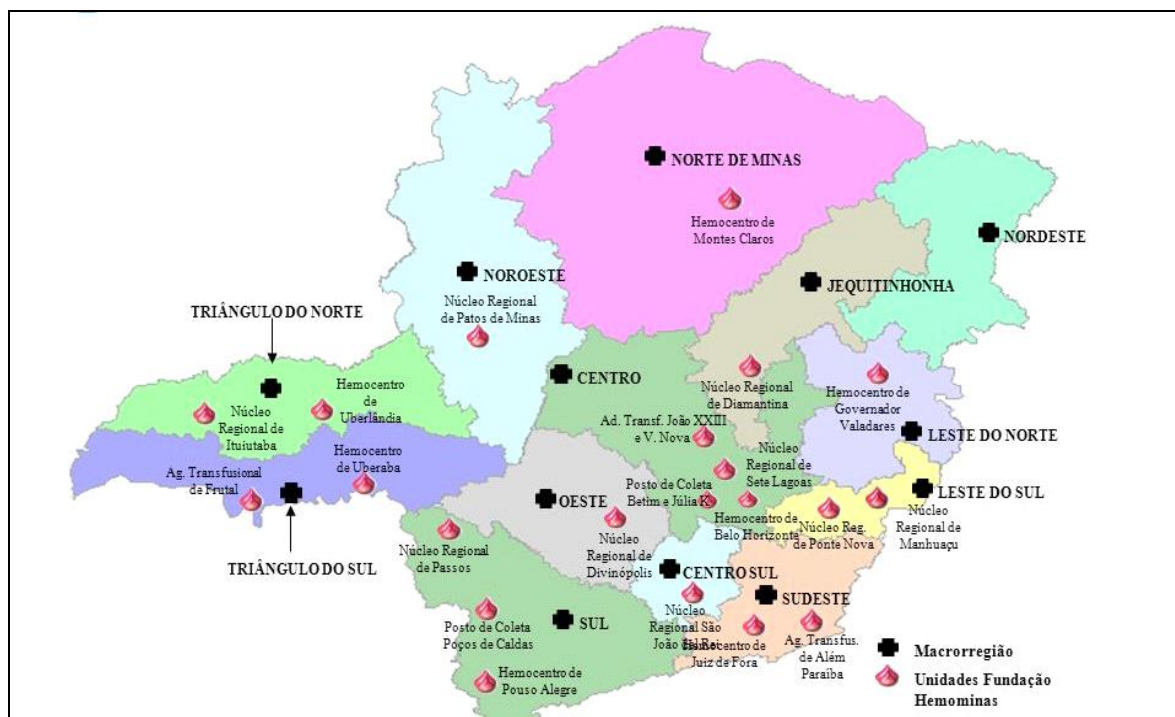 NORTE DE MINAS
Hemocentro de
Montes Claros
NORDESTE
NOROESTE
JEQUITINHONHA
Núcleo Regional
de Patos de Minas
TRIÂNGULO DO NORTE
CENTRO
Hemocentro
de
Uberlândia
Núcleo
Regional de
Ituiutaba
Núcleo Regional
de Diamantina
Hemocentro de
Governador
Valadares
Ad. Transf. João XXIII
e V. Nova
LESTE DO NORTE
Hemocentro
de Uberaba
Ag. Transfusional
de Frutal
Núcleo
Regional de
Sete Lagoas
Posto de Coleta
Betim e Júlia K.
OESTE
LESTE DO SUL
Hemocentro de
Belo Horizonte
Núcleo Reg.
de Ponte Nova
Núcleo
Regional de
Manhuaçu
Núcleo Regional
de Passos
Núcleo
Regional de
Divinópolis
TRIÂNGULO DO SUL
CENTRO SUL
SUDESTE
Núcleo
Regional São
João del Rei
SUL
Posto de Coleta
Poços de Caldas
Hemocentro de
Juiz de Fora
Ag. Transfus.
de Além
Paraíba
Hemocentro de
Pouso Alegre
Macrorregião
Unidades Fundação
Hemominas